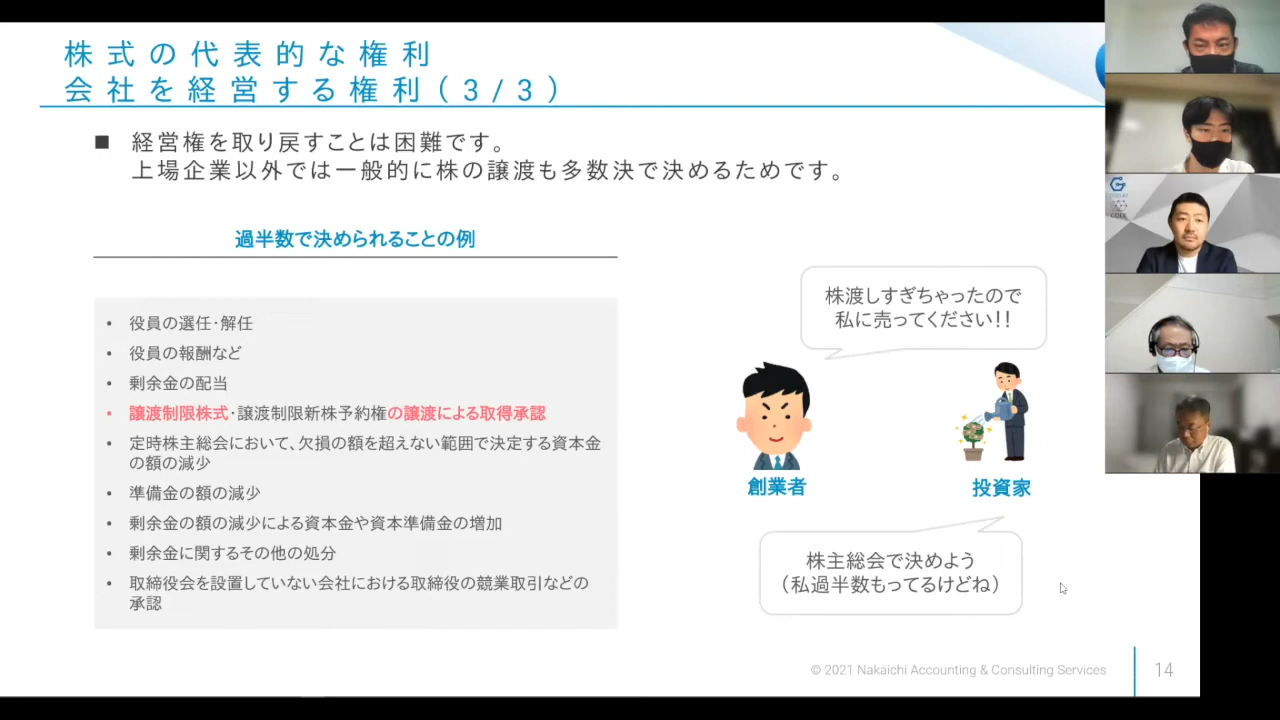 株式の代表的な権利
会社を経営する権利(3/3)
■ 経営権を取り戻すことは困難です。
上場企業以外では一般的に株の譲渡も多数決で決めるためです。
過半数で決められることの例
• 役員の選任・解任
• 役員の報酬など
• 剰余金の配当
• 譲渡制限株式・譲渡制限新株予約権の譲渡による取得承認
• 定時株主総会において、欠損の額を超えない範囲で決定する資本金
の額の減少
• 準備金の額の減少
• 剰余金の額の減少による資本金や資本準備金の増加
• 剰余金に関するその他の処分
• 取締役会を設置していない会社における取締役の競業取引などの
承認
株渡しすぎちゃったので
私に売ってください!!
創業者
投資家
株主総会で決めよう
(私過半数もってるけどね)
© 2021 Nakaichi Accounting & Consulting Services
14